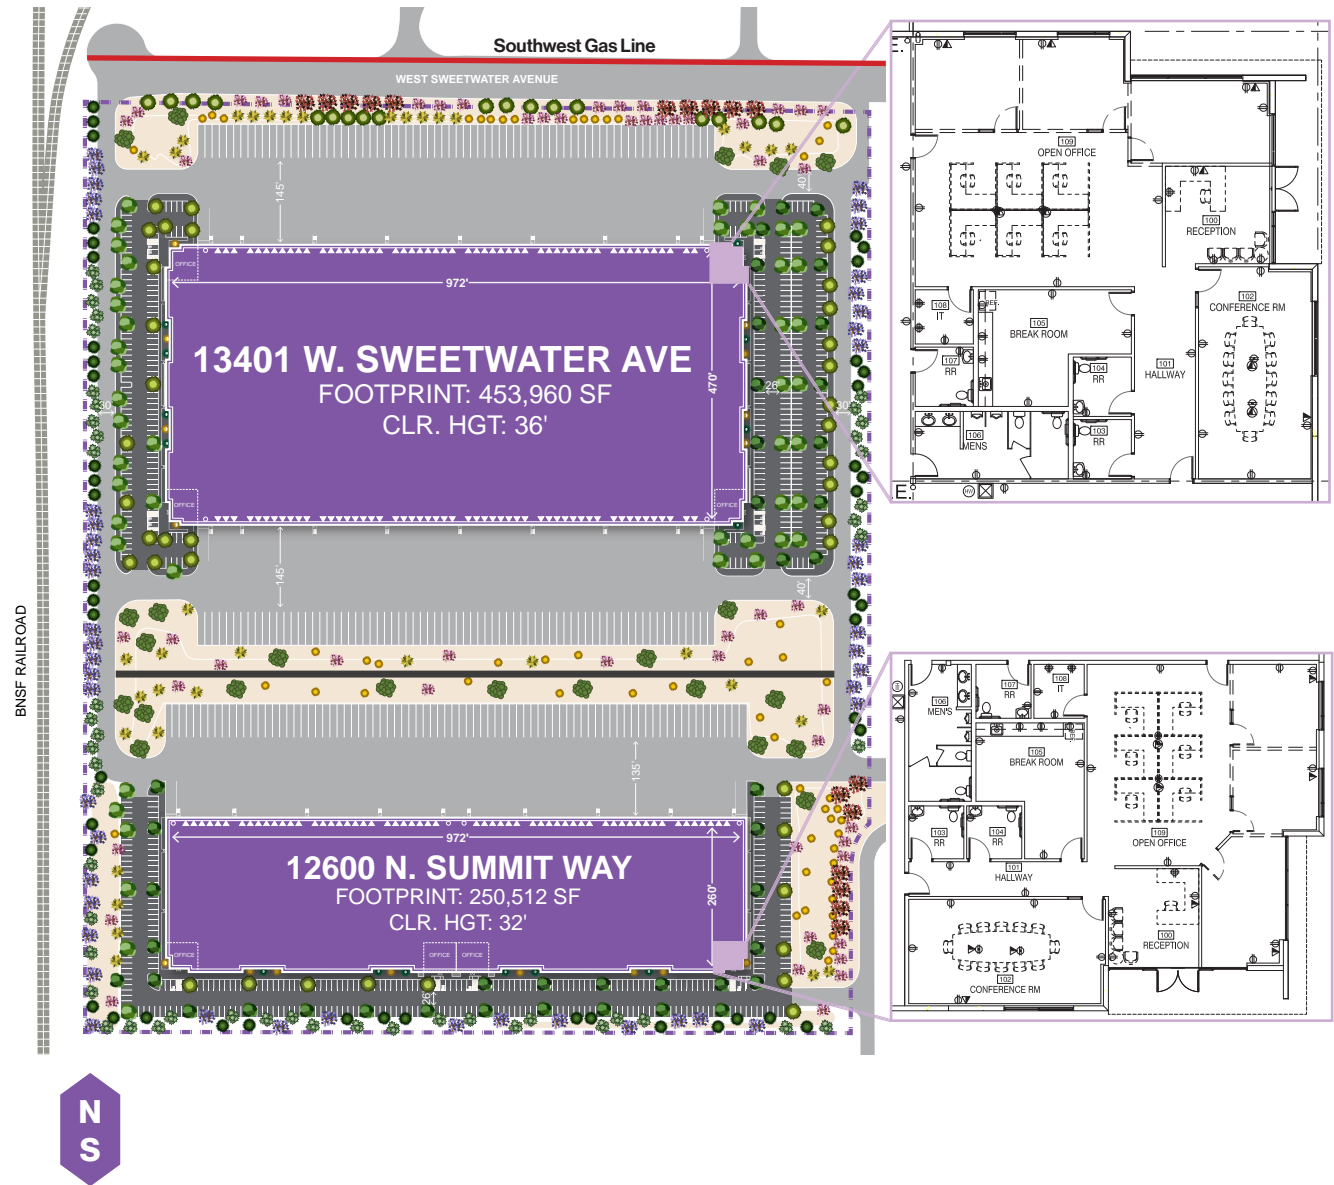 Southwest Gas Line
WEST SWEETWATER AVENUE
145'
40'
OFFICE
972'
13401 W. SWEETWATER AVE
FOOTPRINT: 453,960 SF
CLR. HGT: 36'
470'
26'
30'
30'
OFFICE
OFFICE
145'
40'
BNSF RAILROAD
135'
972'
12600 N. SUMMIT WAY
FOOTPRINT: 250,512 SF
CLR. HGT: 32'
260'
OFFICE
OFFICE
OFFICE
26'
N
S
E.
109
OPEN OFFICE
100
RECEPTION
108
IT
REF.
105
BREAK ROOM
102
CONFERENCE RM
107
RR
104
RR
101
HALLWAY
106
MENS
103
RR
E.
HW
HW
106
MEN'S
107
RR
108
IT
REF.
105
BREAK ROOM
103
RR
104
RR
109
OPEN OFFICE
101
HALLWAY
100
RECEPTION
102
CONFERENCE RM